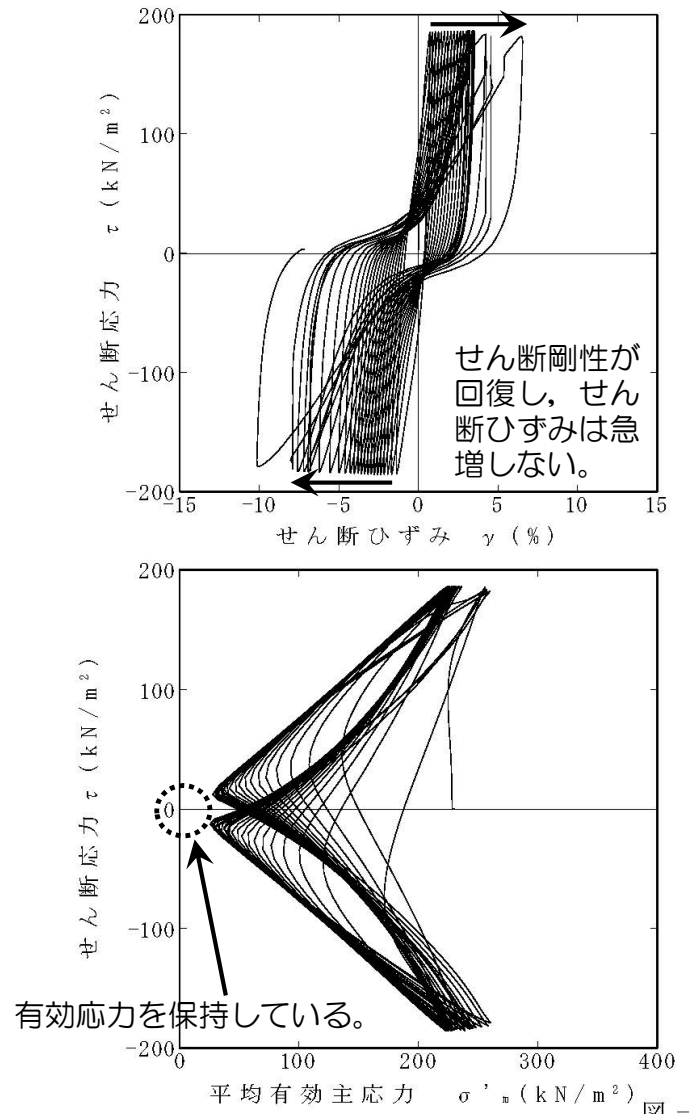 200
100
0
-100
-200
せん断応力 τ (kN/m²)
せん断剛性が
回復し，せん
断ひずみは急
増しない。
-15 -10 -5 0 5 10 15
せん断ひずみ γ (%)
200
100
0
-100
-200
せん断応力 τ (kN/m²)
有効応力を保持している。
0 100 200 300 400
平均有効主応力 σ'm (kN/m²)
図